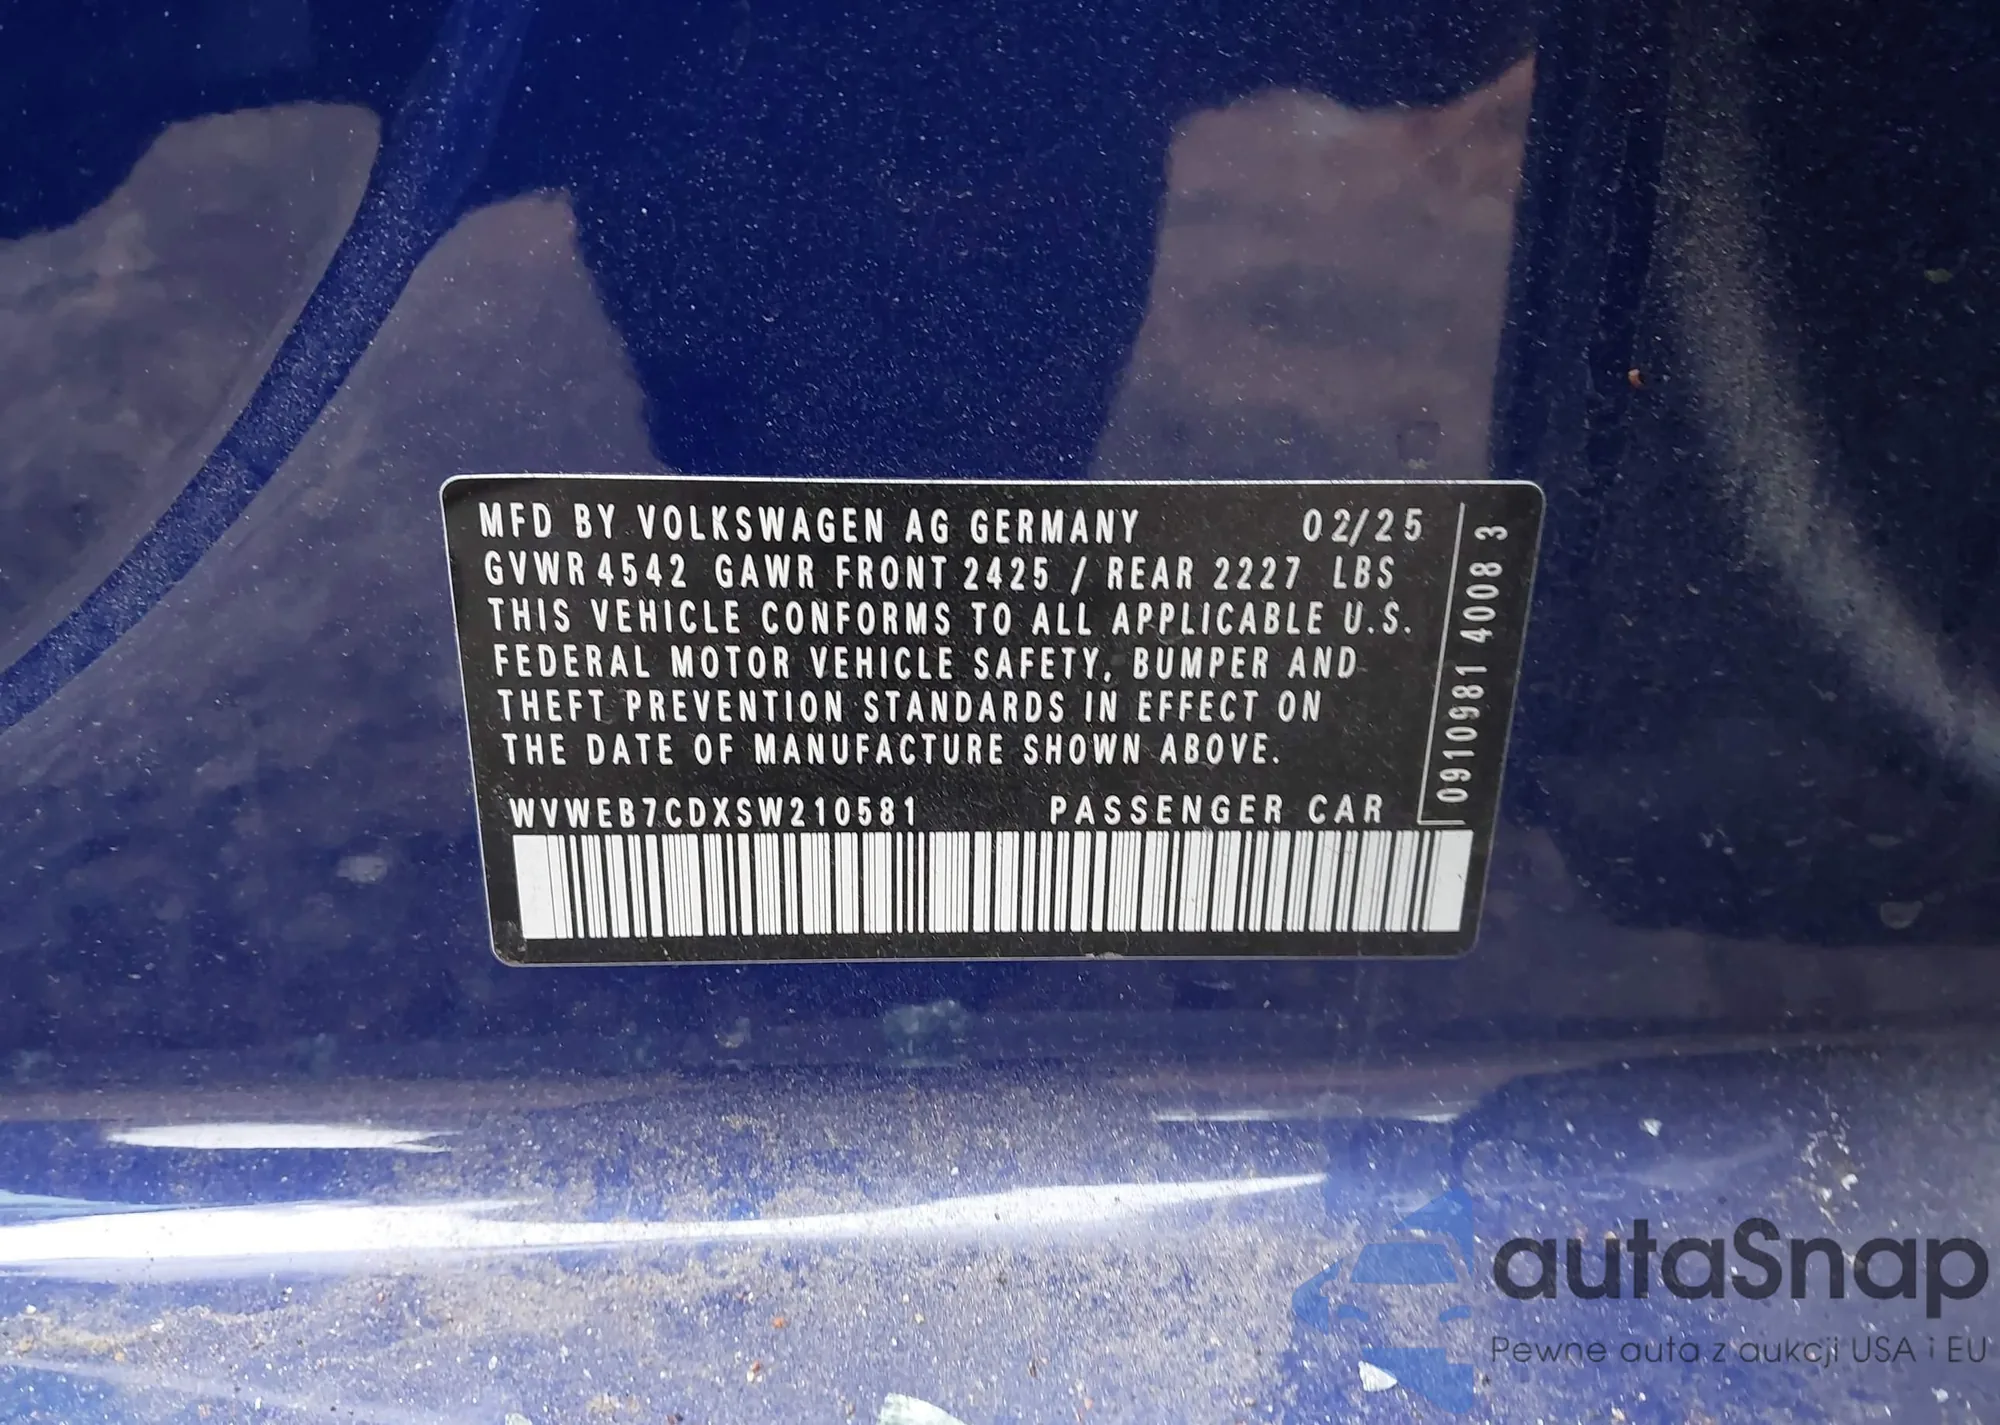 MFD BY VOLKSWAGEN AG GERMANY 02/25
GVWR 4542 GAWR FRONT 2425 / REAR 2227 LBS
THIS VEHICLE CONFORMS TO ALL APPLICABLE U.S.
FEDERAL MOTOR VEHICLE SAFETY, BUMPER AND
THEFT PREVENTION STANDARDS IN EFFECT ON
THE DATE OF MANUFACTURE SHOWN ABOVE.
WVWEB7CDXSW210581 PASSENGER CAR
0910981 4008 3
autaSnap
Pewne auta z aukcji USA i EU